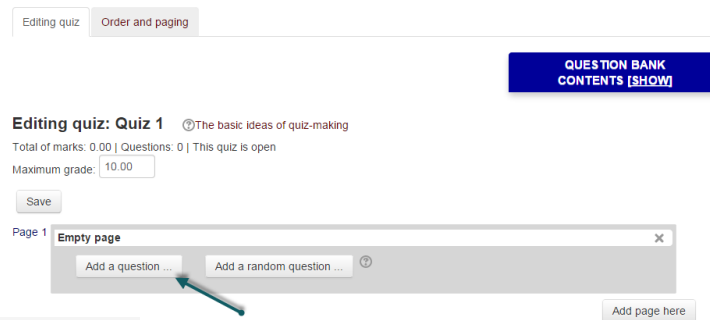 Editing quiz Order and paging
QUESTION BANK
CONTENTS [SHOW]
Editing quiz: Quiz 1 The basic ideas of quiz-making
Total of marks: 0.00 | Questions: 0 | This quiz is open
Maximum grade: 10.00
Save
Page 1 Empty page
Add a question ... Add a random question ...
Add page here